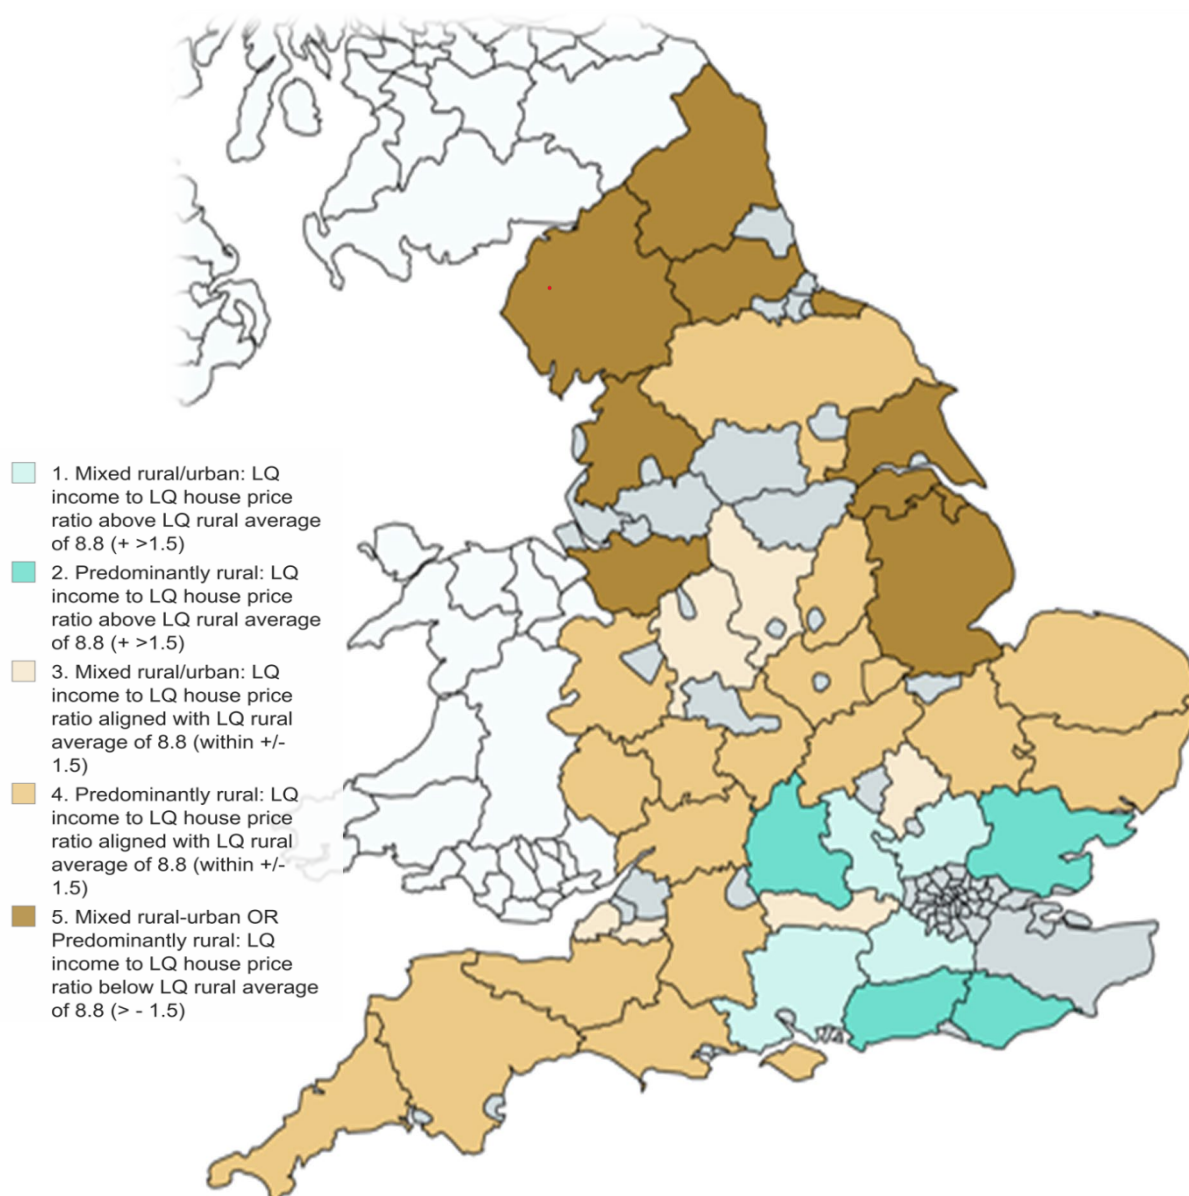 1. Mixed rural/urban: LQ
income to LQ house price
ratio above LQ rural average
of 8.8 (+ >1.5)
2. Predominantly rural: LQ
income to LQ house price
ratio above LQ rural average
of 8.8 (+ >1.5)
3. Mixed rural/urban: LQ
income to LQ house price
ratio aligned with LQ rural
average of 8.8 (within +/-
1.5)
4. Predominantly rural: LQ
income to LQ house price
ratio aligned with LQ rural
average of 8.8 (within +/-
1.5)
5. Mixed rural-urban OR
Predominantly rural: LQ
income to LQ house price
ratio below LQ rural average
of 8.8 (> - 1.5)